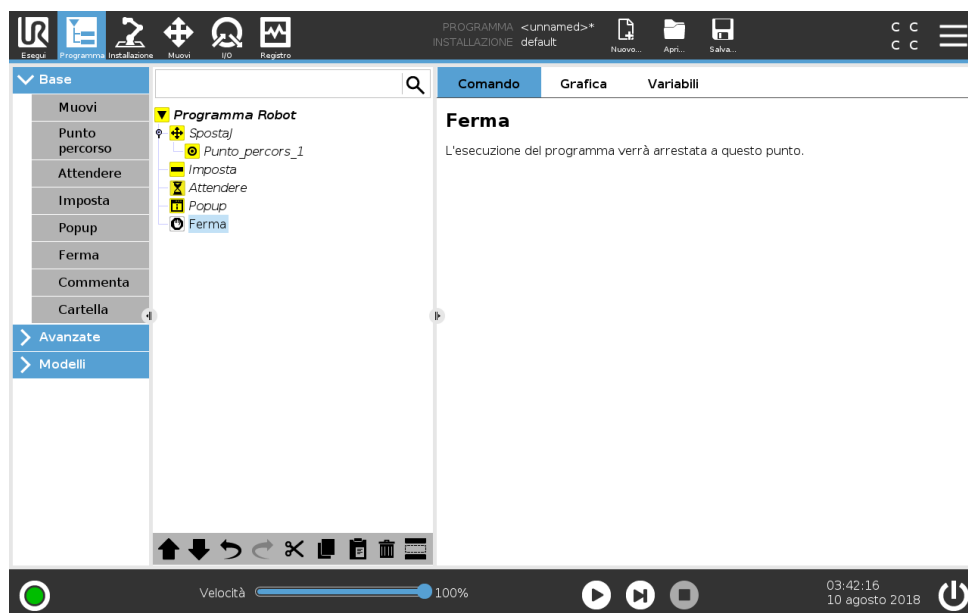 UR
Esegui
Programma
Installazione
Muovi
I/O
Registro
PROGRAMMA <unnamed>*
INSTALLAZIONE default
Nuovo...
Apri...
Salva...
C C
C C
Base
Muovi
Punto
percorso
Attendere
Imposta
Popup
Ferma
Commenta
Cartella
Avanzate
Modelli
Programma Robot
SpostaJ
Punto_percors_1
Imposta
Attendere
Popup
Ferma
Comando
Grafica
Variabili
Ferma
L'esecuzione del programma verrà arrestata a questo punto.
Velocità
100%
03:42:16
10 agosto 2018